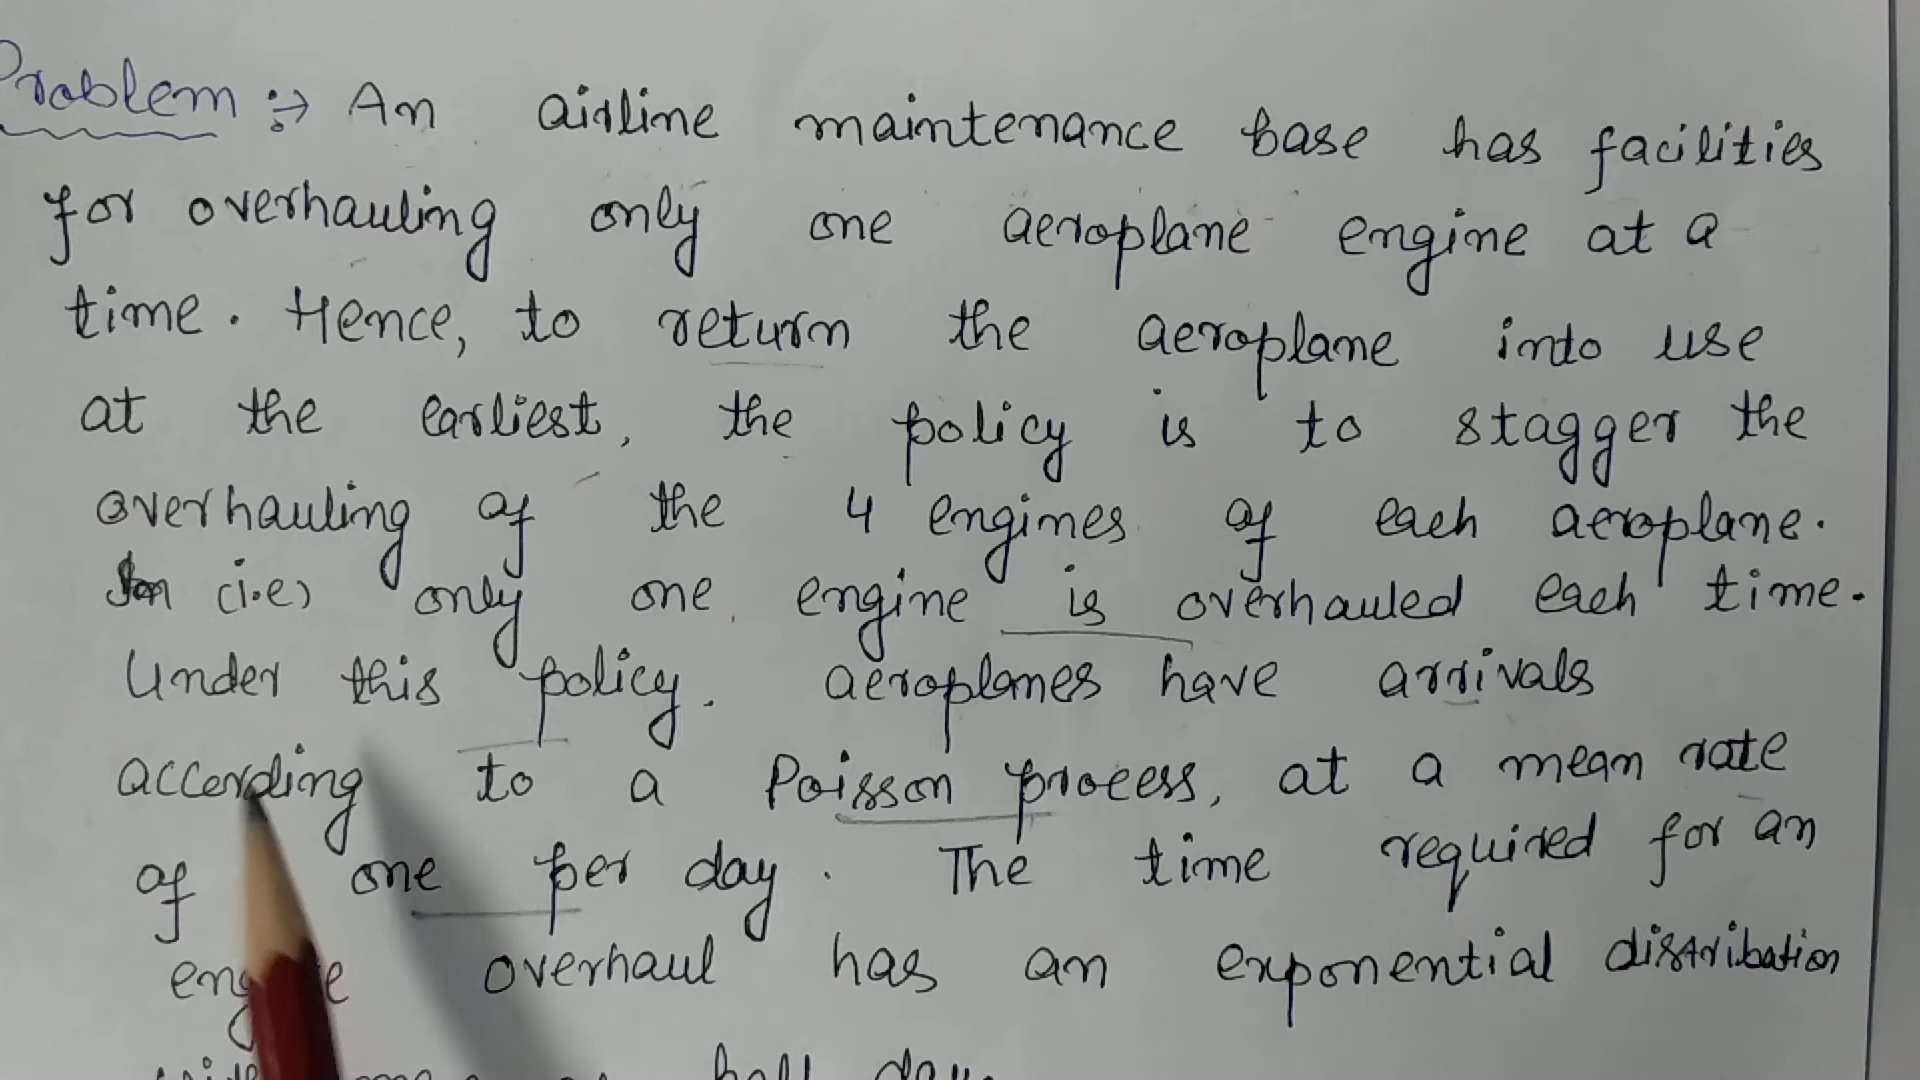 Problem :→ An airline maintenance base has facilities
for overhauling only one aeroplane engine at a
time. Hence, to return the aeroplane into use
at the earliest, the policy is to stagger the
overhauling of the 4 engines of each aeroplane.
(i.e) only one engine is overhauled each time.
Under this policy. aeroplanes have arrivals
according to a Poisson process, at a mean rate
of one per day. The time required for an
overhaul has an exponential distribution
half day.